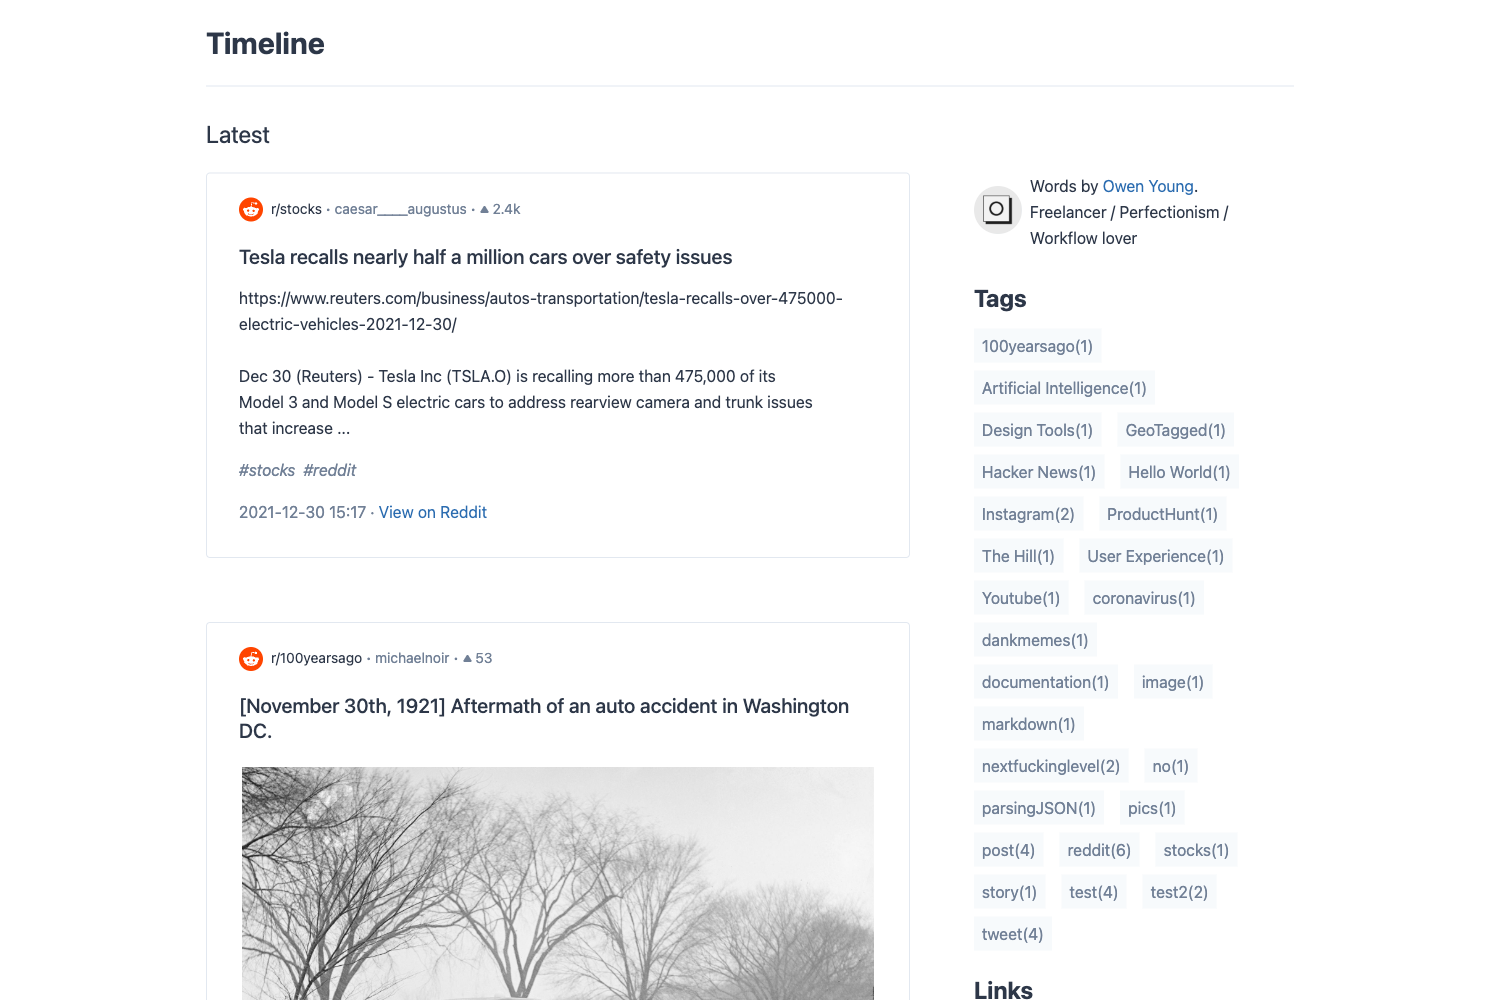 Timeline
Latest
r/stocks · caesar_____augustus · ▲ 2.4k
Tesla recalls nearly half a million cars over safety issues
https://www.reuters.com/business/autos-transportation/tesla-recalls-over-475000-
electric-vehicles-2021-12-30/
Dec 30 (Reuters) - Tesla Inc (TSLA.O) is recalling more than 475,000 of its
Model 3 and Model S electric cars to address rearview camera and trunk issues
that increase ...
#stocks #reddit
2021-12-30 15:17 · View on Reddit
r/100yearsago · michaelnoir · ▲ 53
[November 30th, 1921] Aftermath of an auto accident in Washington
DC.
Words by Owen Young.
Freelancer / Perfectionism /
Workflow lover
Tags
100yearsago(1)
Artificial Intelligence(1)
Design Tools(1) GeoTagged(1)
Hacker News(1) Hello World(1)
Instagram(2) ProductHunt(1)
The Hill(1) User Experience(1)
Youtube(1) coronavirus(1)
dankmemes(1)
documentation(1) image(1)
markdown(1)
nextfuckinglevel(2) no(1)
parsingJSON(1) pics(1)
post(4) reddit(6) stocks(1)
story(1) test(4) test2(2)
tweet(4)
Links